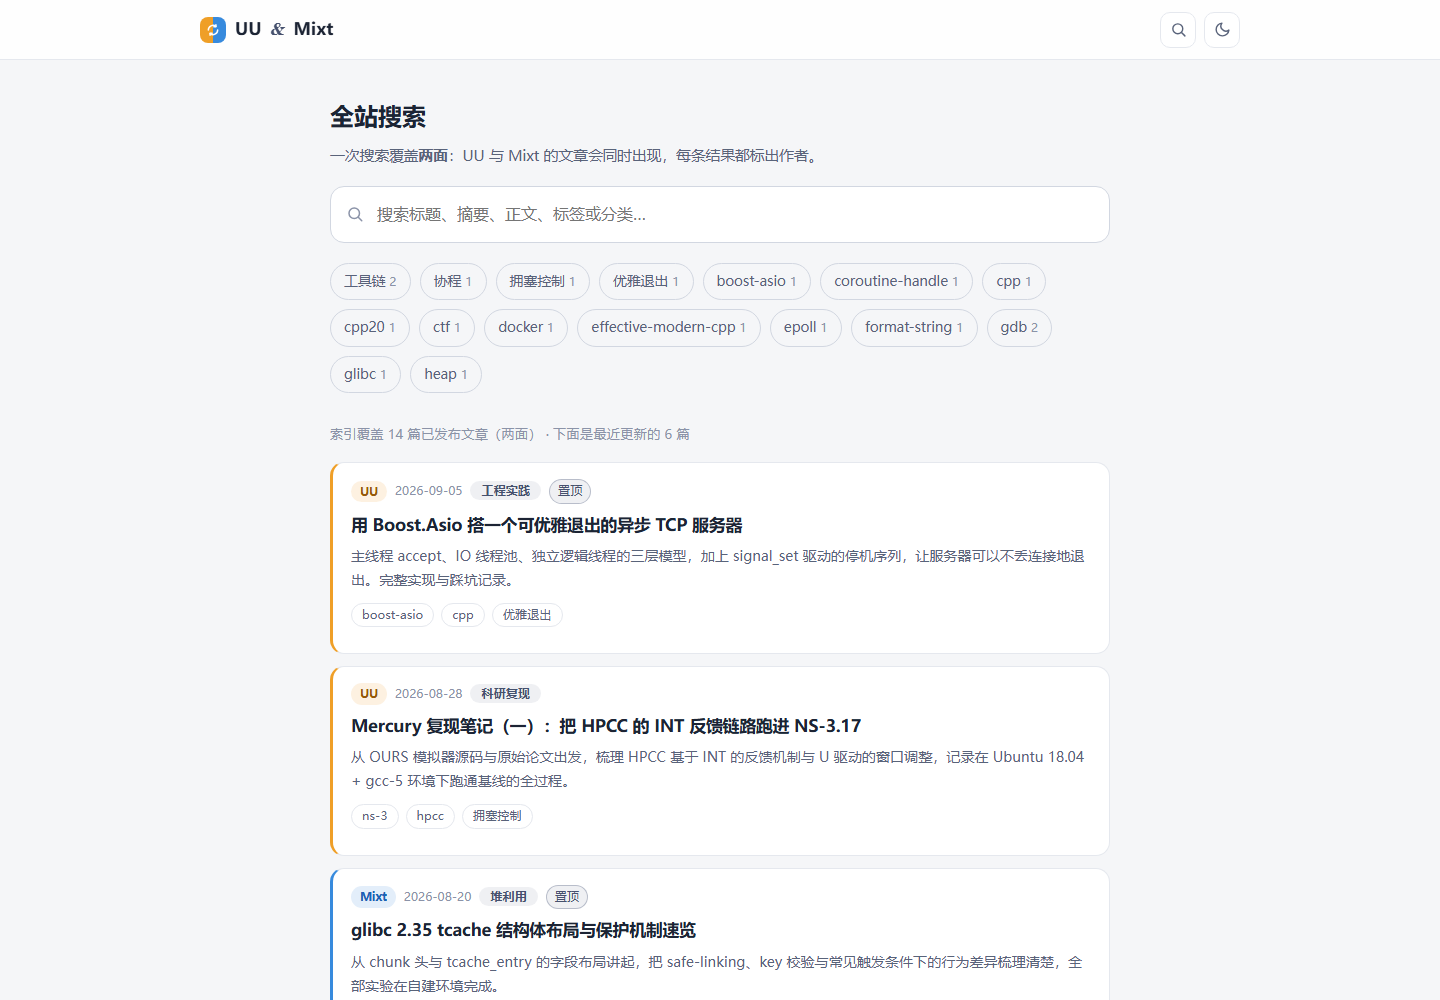 UU & Mixt
全站搜索
一次搜索覆盖两面：UU 与 Mixt 的文章会同时出现，每条结果都标出作者。
搜索标题、摘要、正文、标签或分类...
工具链 2 协程 1 拥塞控制 1 优雅退出 1 boost-asio 1 coroutine-handle 1 cpp 1
cpp20 1 ctf 1 docker 1 effective-modern-cpp 1 epoll 1 format-string 1 gdb 2
glibc 1 heap 1
索引覆盖 14 篇已发布文章（两面） · 下面是最近更新的 6 篇
UU 2026-09-05 工程实践 置顶
用 Boost.Asio 搭一个可优雅退出的异步 TCP 服务器
主线程 accept、IO 线程池、独立逻辑线程的三层模型，加上 signal_set 驱动的停机序列，让服务器可以不丢连接地退
出。完整实现与踩坑记录。
boost-asio cpp 优雅退出
UU 2026-08-28 科研复现
Mercury 复现笔记（一）：把 HPCC 的 INT 反馈链路跑进 NS-3.17
从 OURS 模拟器源码与原始论文出发，梳理 HPCC 基于 INT 的反馈机制与 U 驱动的窗口调整，记录在 Ubuntu 18.04
+ gcc-5 环境下跑通基线的全过程。
ns-3 hpcc 拥塞控制
Mixt 2026-08-20 堆利用 置顶
glibc 2.35 tcache 结构体布局与保护机制速览
从 chunk 头与 tcache_entry 的字段布局讲起，把 safe-linking、key 校验与常见触发条件下的行为差异梳理清楚，全
部实验在自建环境完成。